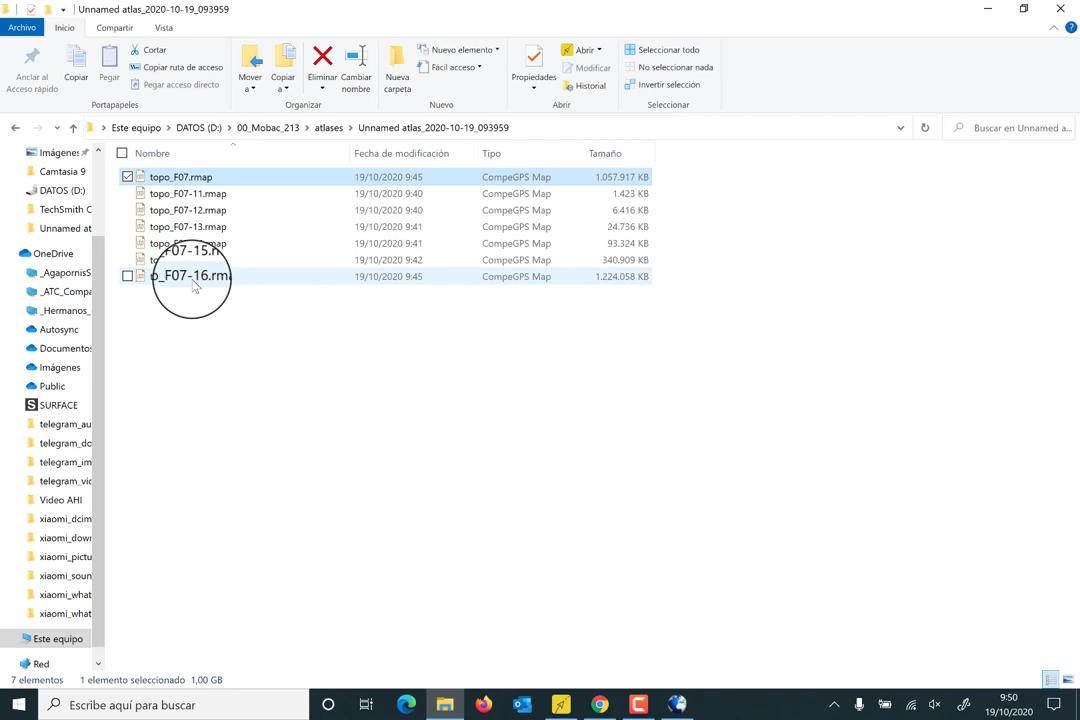 Unnamed atlas_2020-10-19_093959
Archivo Inicio Compartir Vista
Anclar al Acceso rápido
Copiar
Pegar
Cortar
Copiar ruta de acceso
Pegar acceso directo
Portapapeles
Mover a
Copiar a
Eliminar
Cambiar nombre
Organizar
Nueva carpeta
Nuevo elemento
Fácil acceso
Nuevo
Propiedades
Abrir
Modificar
Historial
Abrir
Seleccionar todo
No seleccionar nada
Invertir selección
Seleccionar
Este equipo > DATOS (D:) > 00_Mobac_213 > atlases > Unnamed atlas_2020-10-19_093959
Buscar en Unnamed a...
Nombre Fecha de modificación Tipo Tamaño
topo_F07.rmap 19/10/2020 9:45 CompeGPS Map 1.057.917 KB
topo_F07-11.rmap 19/10/2020 9:40 CompeGPS Map 1.423 KB
topo_F07-12.rmap 19/10/2020 9:40 CompeGPS Map 6.416 KB
topo_F07-13.rmap 19/10/2020 9:41 CompeGPS Map 24.736 KB
19/10/2020 9:41 CompeGPS Map 93.324 KB
_F07-15.r 19/10/2020 9:42 CompeGPS Map 340.909 KB
o_F07-16.rma 19/10/2020 9:45 CompeGPS Map 1.224.058 KB
Imágenes
Camtasia 9
DATOS (D:)
TechSmith C
Unnamed at
OneDrive
_AgapornisS
_ATC_Compa
_Hermanos_
Autosync
Documentos
Imágenes
Public
SURFACE
telegram_au
telegram_do
telegram_im
telegram_vid
Video AHI
xiaomi_dcim
xiaomi_dow
xiaomi_pictu
xiaomi_soun
xiaomi_what
xiaomi_what
Este equipo
Red
7 elementos 1 elemento seleccionado 1,00 GB
Escribe aquí para buscar
9:50
19/10/2020